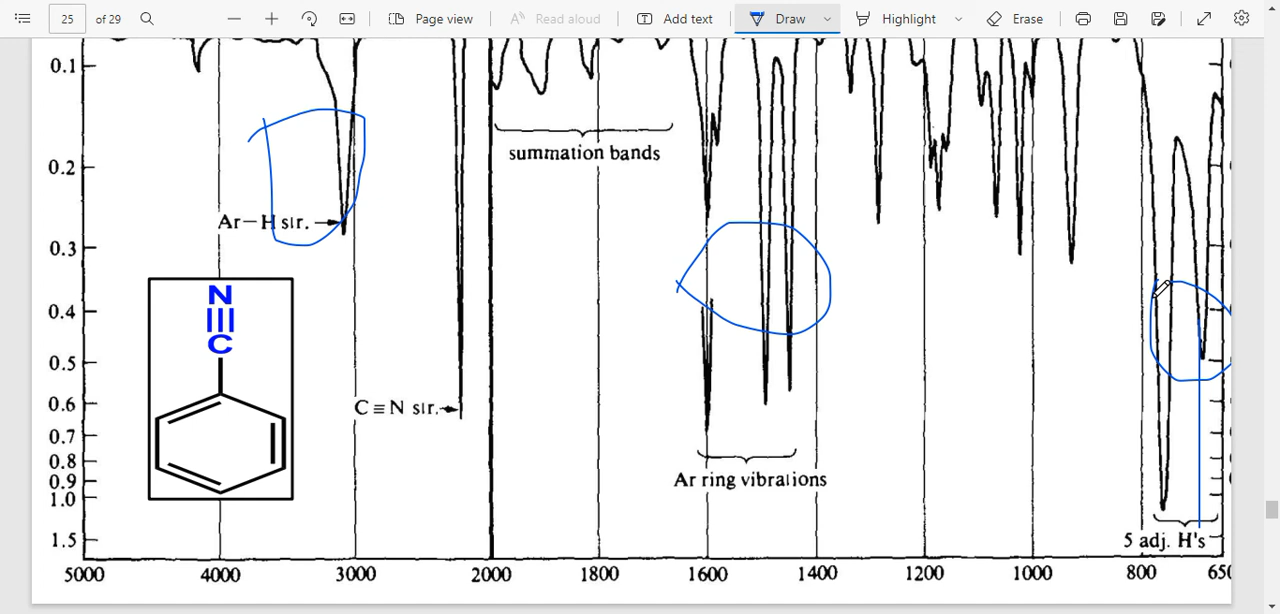 25 of 29 Page view Read aloud Add text Draw Highlight Erase
0.1
0.2
0.3
0.4
0.5
0.6
0.7
0.8
0.9
1.0
1.5
summation bands
Ar—H str.
N
C
C≡N str.
Ar ring vibrations
5 adj. H's
5000 4000 3000 2000 1800 1600 1400 1200 1000 800 650